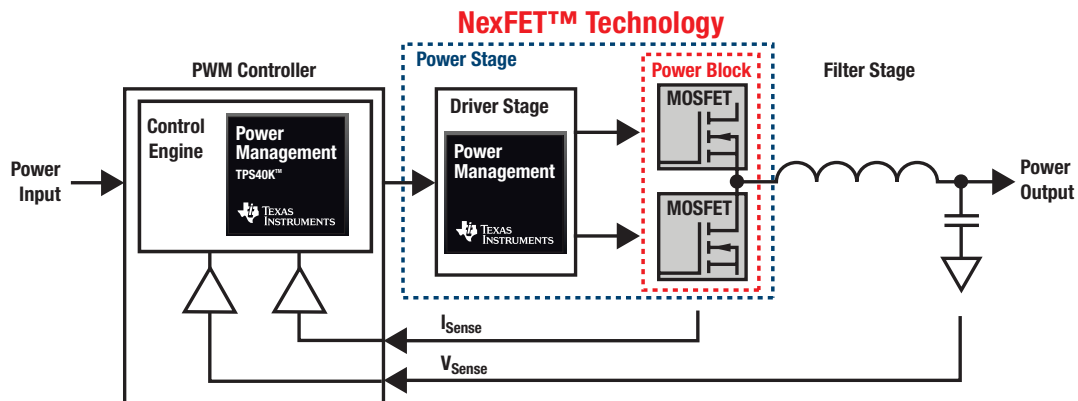 NexFET™ Technology
PWM Controller
Power Stage
Power Block
Filter Stage
Control
Engine
Power
Management
TPS40K™
TEXAS
INSTRUMENTS
Driver Stage
Power
Management
TEXAS
INSTRUMENTS
MOSFET
MOSFET
Power
Input
Power
Output
ISense
VSense